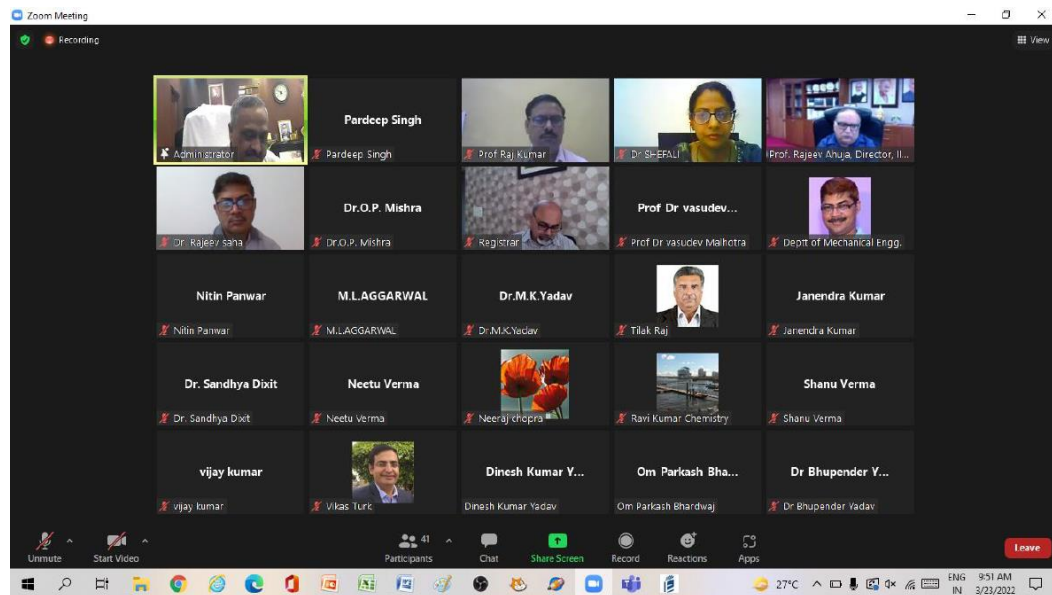 Zoom Meeting
Recording
View
Administrator
Pardeep Singh
Pardeep Singh
Prof Raj Kumar
Dr SHEFALI
Prof. Rajeev Ahuja, Director, II...
Dr. Rajeev saha
Dr.O.P. Mishra
Dr.O.P. Mishra
Registrar
Prof Dr vasudev...
Prof Dr vasudev Malhotra
Deptt of Mechanical Engg.
Nitin Panwar
Nitin Panwar
M.L.AGGARWAL
M.L.AGGARWAL
Dr.M.K.Yadav
Dr.M.K.Yadav
Tilak Raj
Janendra Kumar
Janendra Kumar
Dr. Sandhya Dixit
Dr. Sandhya Dixit
Neetu Verma
Neetu Verma
Neeraj chopra
Ravi Kumar Chemistry
Shanu Verma
Shanu Verma
vijay kumar
vijay kumar
Vikas Turk
Dinesh Kumar Y...
Dinesh Kumar Yadav
Om Parkash Bha...
Om Parkash Bhardwaj
Dr Bhupender Y...
Dr Bhupender Yadav
Unmute
Start Video
41
Participants
Chat
Share Screen
Record
Reactions
Apps
Leave
27°C
ENG
IN
9:51 AM
3/23/2022